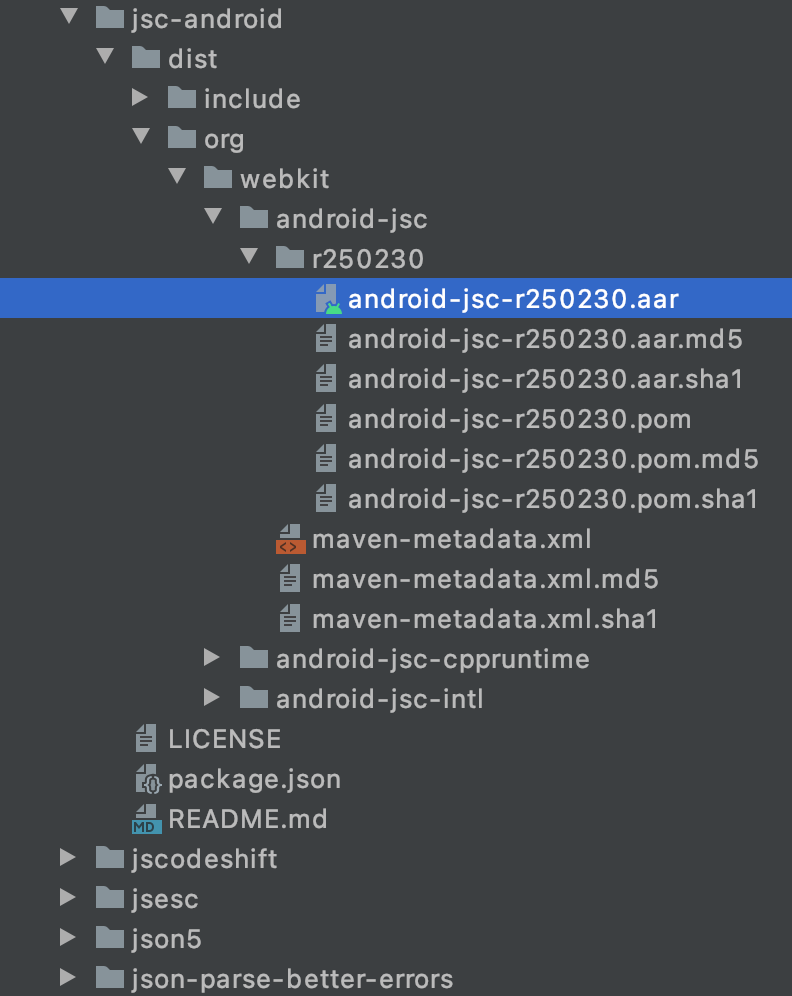 jsc-android
dist
include
org
webkit
android-jsc
r250230
android-jsc-r250230.aar
android-jsc-r250230.aar.md5
android-jsc-r250230.aar.sha1
android-jsc-r250230.pom
android-jsc-r250230.pom.md5
android-jsc-r250230.pom.sha1
<> maven-metadata.xml
maven-metadata.xml.md5
maven-metadata.xml.sha1
android-jsc-cppruntime
android-jsc-intl
LICENSE
{} package.json
MD README.md
jscodeshift
jsesc
json5
json-parse-better-errors